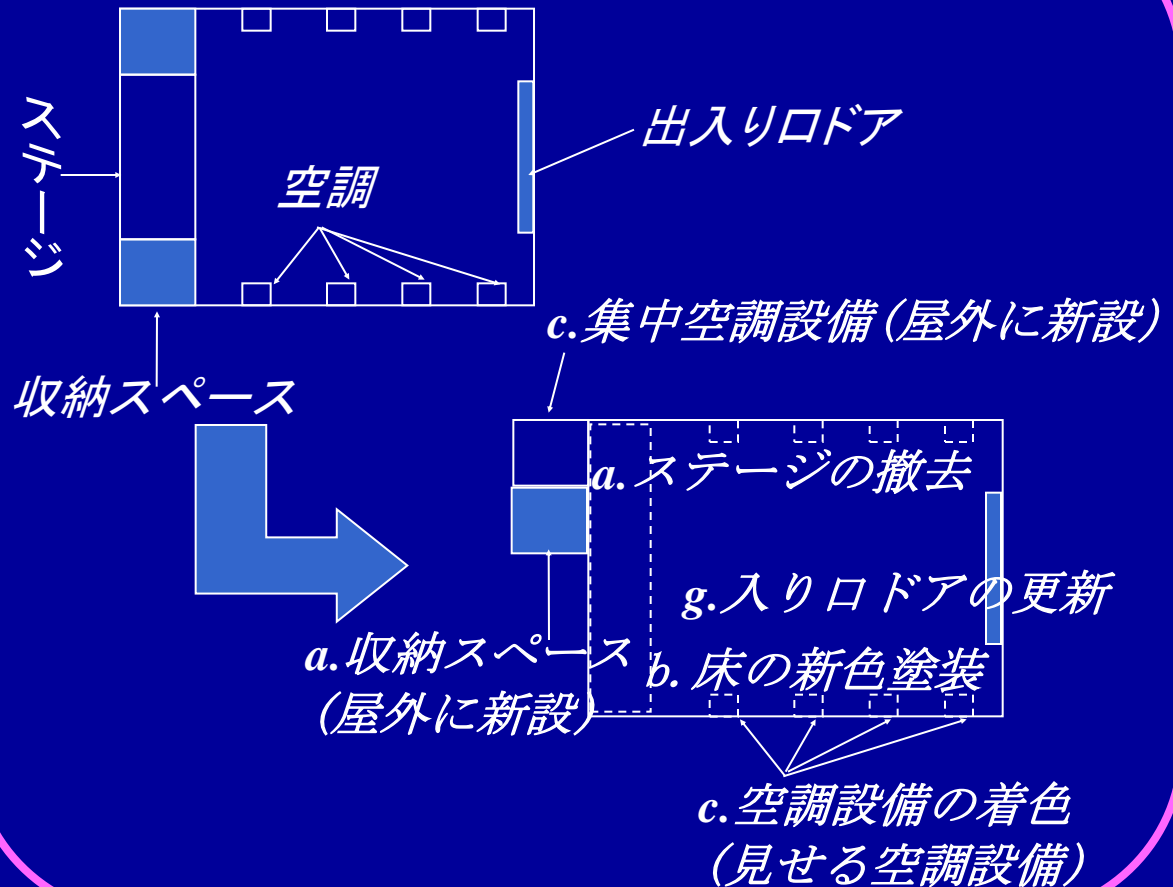 ステージ
出入り口ドア
空調
収納スペース
c.集中空調設備(屋外に新設)
a.ステージの撤去
g.入り口ドアの更新
a.収納スペース
(屋外に新設)
b.床の新色塗装
c.空調設備の着色
(見せる空調設備)